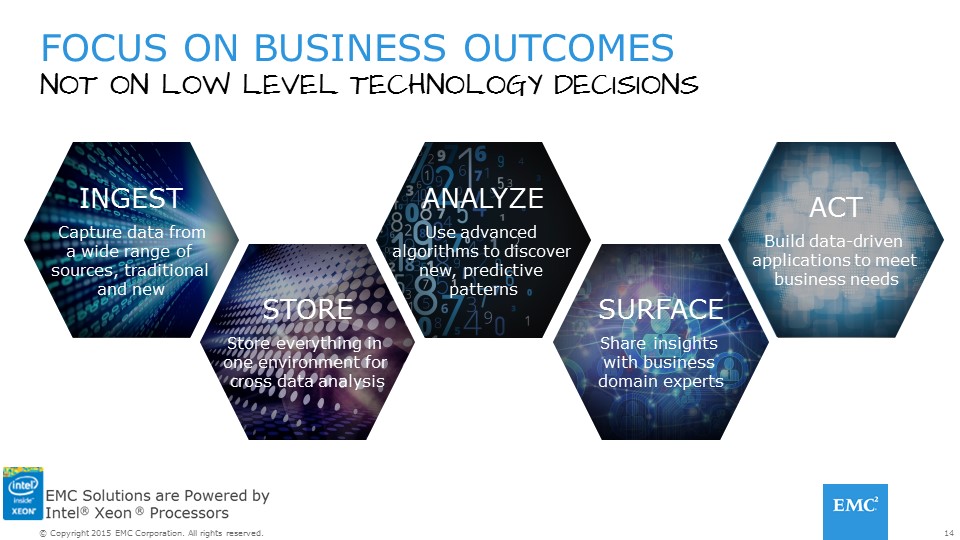 FOCUS ON BUSINESS OUTCOMES
NOT ON LOW LEVEL TECHNOLOGY DECISIONS
INGEST
Capture data from
a wide range of
sources, traditional
and new
STORE
Store everything in
one environment for
cross data analysis
ANALYZE
Use advanced
algorithms to discover
new, predictive
patterns
SURFACE
Share insights
with business
domain experts
ACT
Build data-driven
applications to meet
business needs
intel
inside
XEON
EMC Solutions are Powered by
Intel® Xeon ® Processors
© Copyright 2015 EMC Corporation. All rights reserved.
EMC²
14